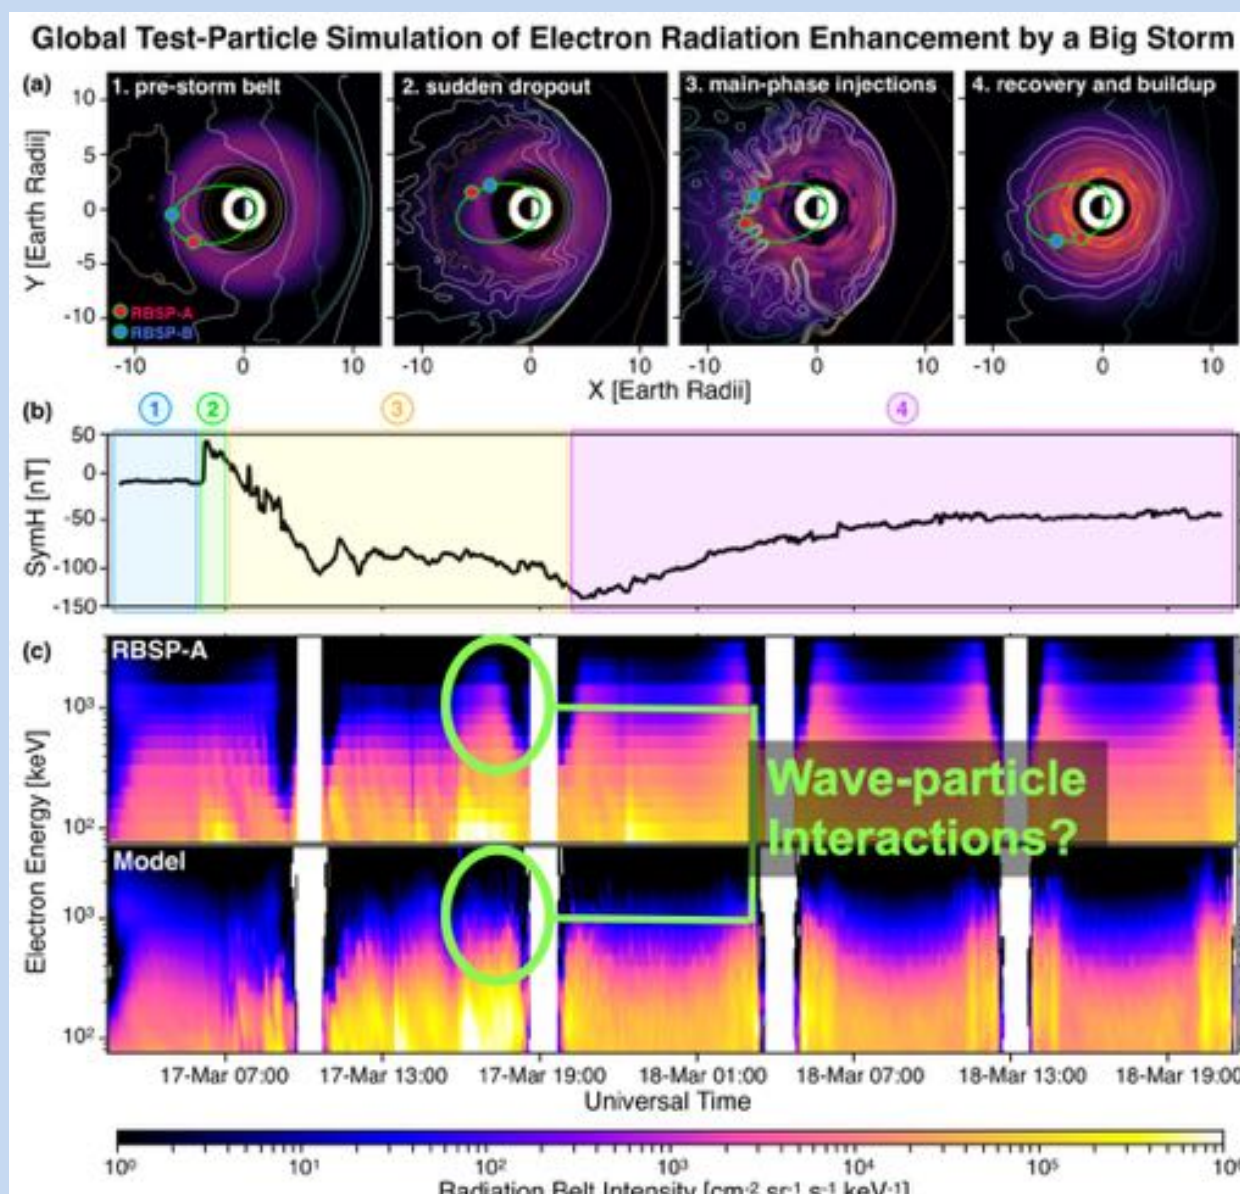 Global Test-Particle Simulation of Electron Radiation Enhancement by a Big Storm
(a)
1. pre-storm belt
2. sudden dropout
3. main-phase injections
4. recovery and buildup
Y [Earth Radii]
10
5
0
-5
-10
RBSP-A
RBSP-B
-10 0 10 -10 0 10 -10 0 10 -10 0 10
X [Earth Radii]
(b)
1 2 3 4
SymH [nT]
50
0
-50
-100
-150
(c)
RBSP-A
Electron Energy [keV]
10³
10²
Wave-particle
Interactions?
Model
10³
10²
17-Mar 07:00 17-Mar 13:00 17-Mar 19:00 18-Mar 01:00 18-Mar 07:00 18-Mar 13:00 18-Mar 19:00
Universal Time
10⁰ 10¹ 10² 10³ 10⁴ 10⁵
Radiation Belt Intensity [cm⁻² sr⁻¹ s⁻¹ keV⁻¹]